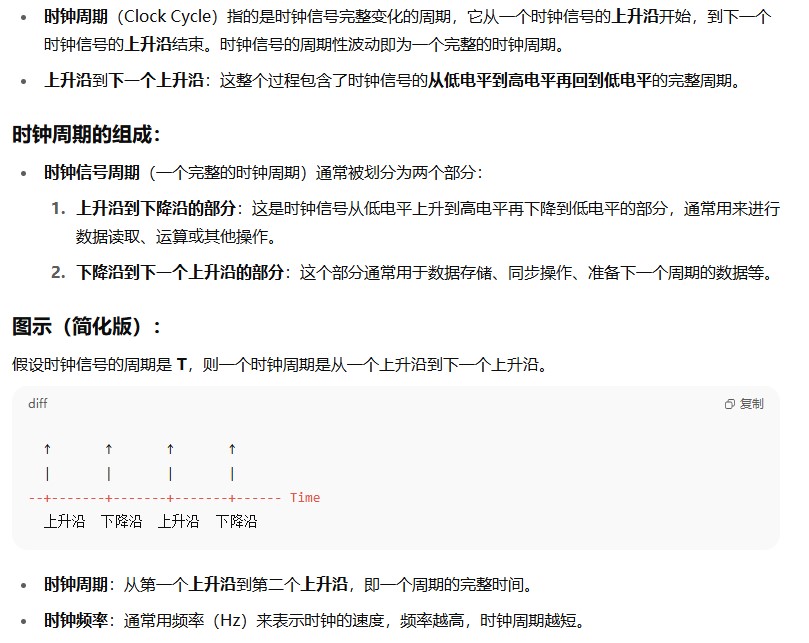 • 时钟周期（Clock Cycle）指的是时钟信号完整变化的周期，它从一个时钟信号的上升沿开始，到下一个
时钟信号的上升沿结束。时钟信号的周期性波动即为一个完整的时钟周期。
• 上升沿到下一个上升沿：这整个过程包含了时钟信号的从低电平到高电平再回到低电平的完整周期。
时钟周期的组成：
• 时钟信号周期（一个完整的时钟周期）通常被划分为两个部分：
1. 上升沿到下降沿的部分：这是时钟信号从低电平上升到高电平再下降到低电平的部分，通常用来进行
数据读取、运算或其他操作。
2. 下降沿到下一个上升沿的部分：这个部分通常用于数据存储、同步操作、准备下一个周期的数据等。
图示（简化版）：
假设时钟信号的周期是 T，则一个时钟周期是从一个上升沿到下一个上升沿。
diff 复制
↑ ↑ ↑ ↑
| | | |
--+-------+-------+-------+------ Time
上升沿 下降沿 上升沿 下降沿
• 时钟周期：从第一个上升沿到第二个上升沿，即一个周期的完整时间。
• 时钟频率：通常用频率（Hz）来表示时钟的速度，频率越高，时钟周期越短。